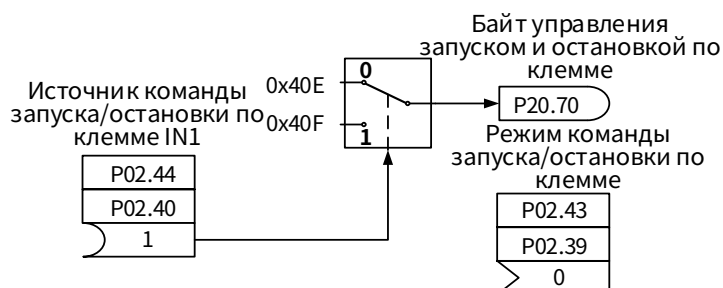 Байт управления
запуском и остановкой по
клемме
0
0x40E
0x40F
1
P20.70
Источник команды
запуска/остановки по
клемме IN1
P02.44
P02.40
1
Режим команды
запуска/остановки по
клемме
P02.43
P02.39
0